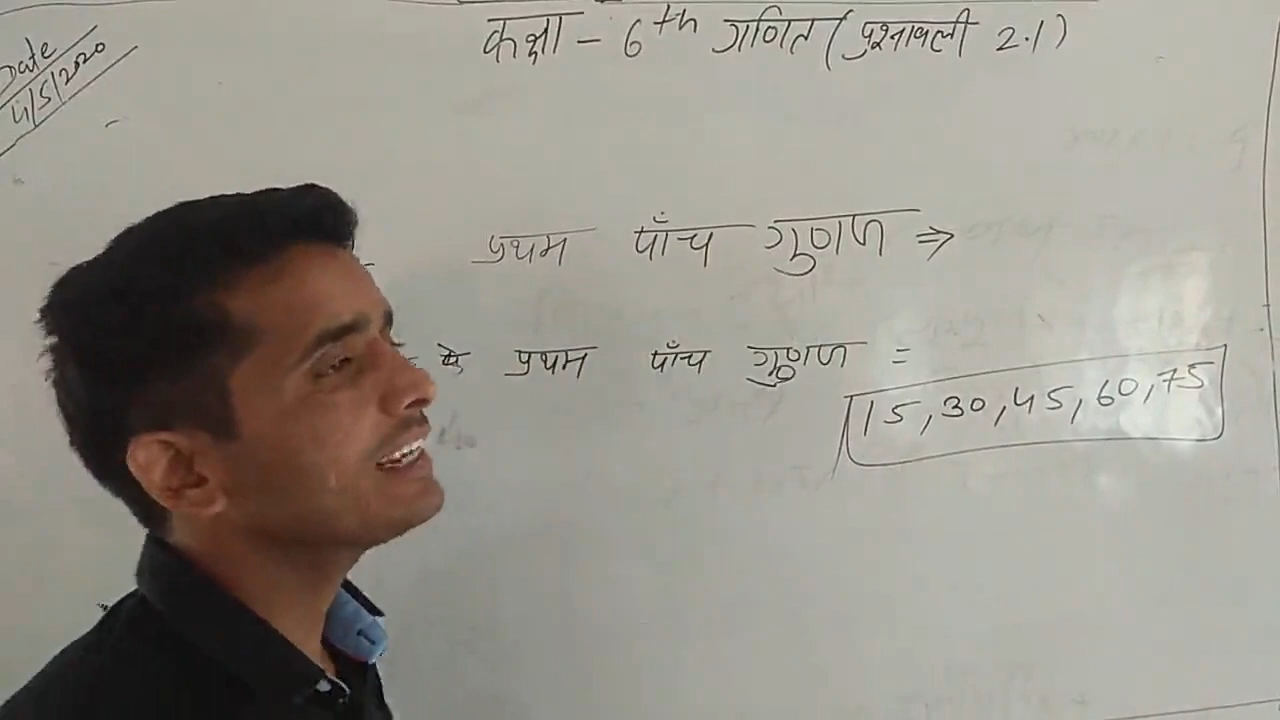 Date
4/5/2020
कक्षा - 6th गणित (प्रश्नावली 2.1)
प्रथम पाँच गुणज ⇒
के प्रथम पाँच गुणज =
15, 30, 45, 60, 75